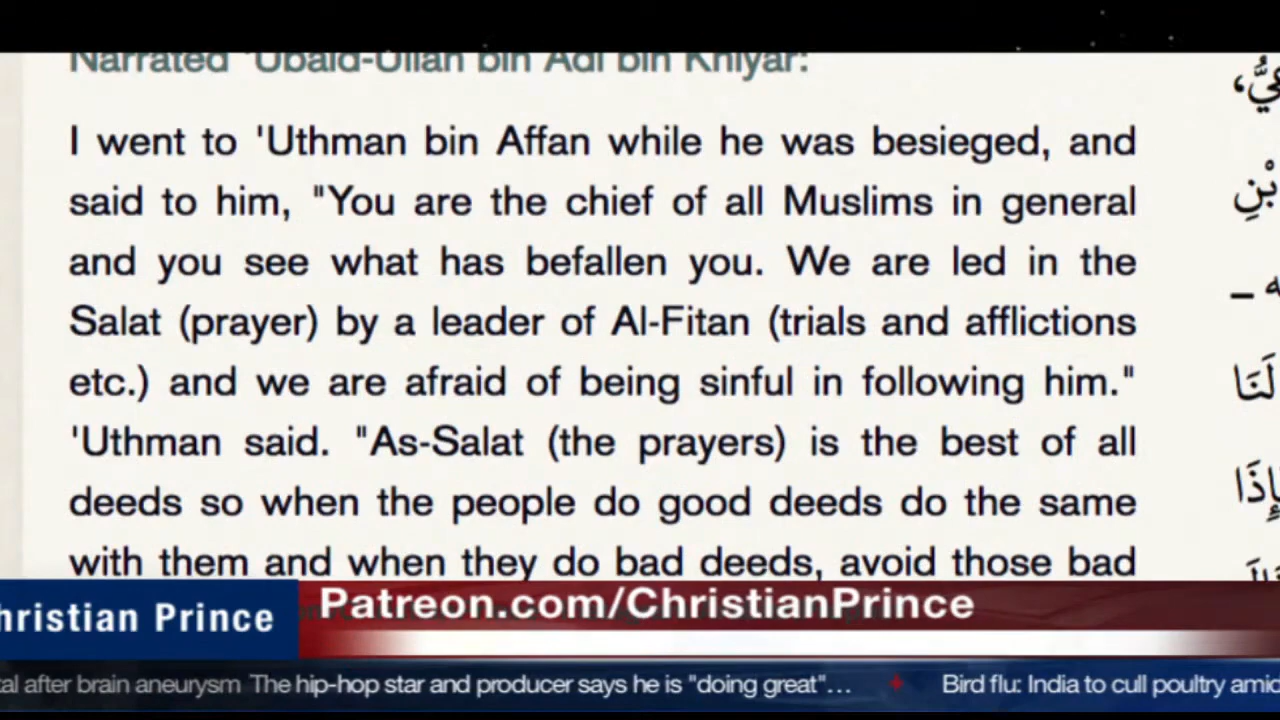 Narrated 'Ubaid-Ullah bin Adi bin Khiyar:
I went to 'Uthman bin Affan while he was besieged, and
said to him, "You are the chief of all Muslims in general
and you see what has befallen you. We are led in the
Salat (prayer) by a leader of Al-Fitan (trials and afflictions
etc.) and we are afraid of being sinful in following him."
'Uthman said. "As-Salat (the prayers) is the best of all
deeds so when the people do good deeds do the same
with them and when they do bad deeds, avoid those bad
لَنَا
hristian Prince
Patreon.com/ChristianPrince
tal after brain aneurysm The hip-hop star and producer says he is "doing great"... Bird flu: India to cull poultry amid